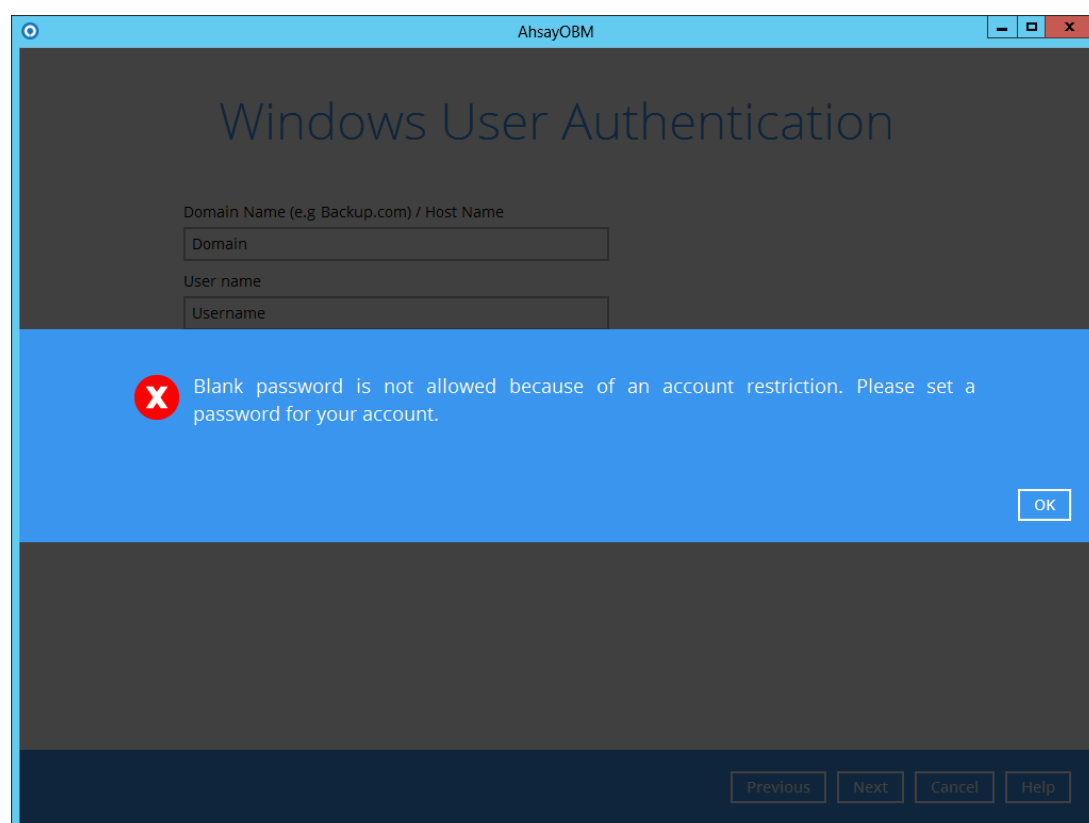 AhsayOBM
Windows User Authentication
Domain Name (e.g Backup.com) / Host Name
Domain
User name
Username
Blank password is not allowed because of an account restriction. Please set a
password for your account.
OK
Previous Next Cancel Help